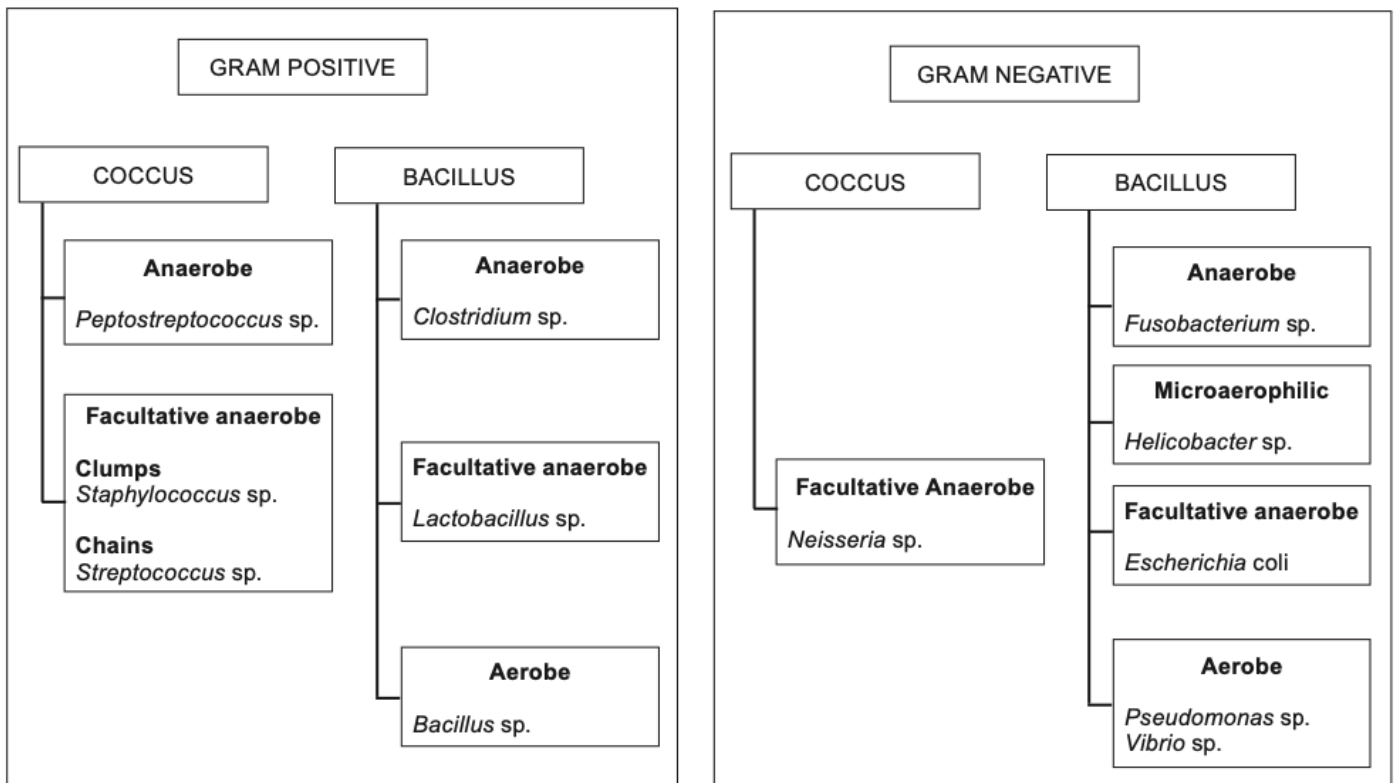 GRAM POSITIVE
COCCUS
Anaerobe
Peptostreptococcus sp.
Facultative anaerobe
Clumps
Staphylococcus sp.
Chains
Streptococcus sp.
BACILLUS
Anaerobe
Clostridium sp.
Facultative anaerobe
Lactobacillus sp.
Aerobe
Bacillus sp.
GRAM NEGATIVE
COCCUS
Facultative Anaerobe
Neisseria sp.
BACILLUS
Anaerobe
Fusobacterium sp.
Microaerophilic
Helicobacter sp.
Facultative anaerobe
Escherichia coli
Aerobe
Pseudomonas sp.
Vibrio sp.